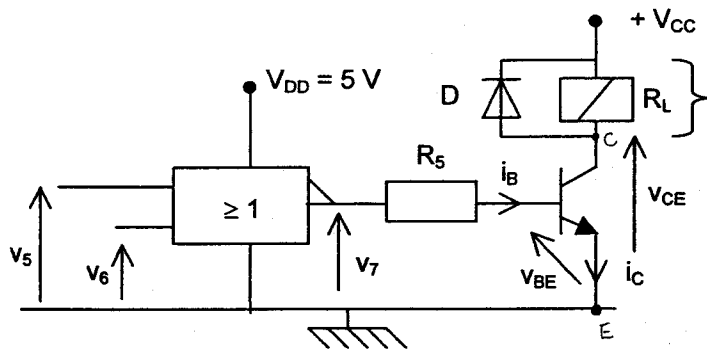 + VCC
VDD = 5 V
D
RL
C
R5
iB
≥ 1
vCE
v5
v6
v7
vBE
iC
E